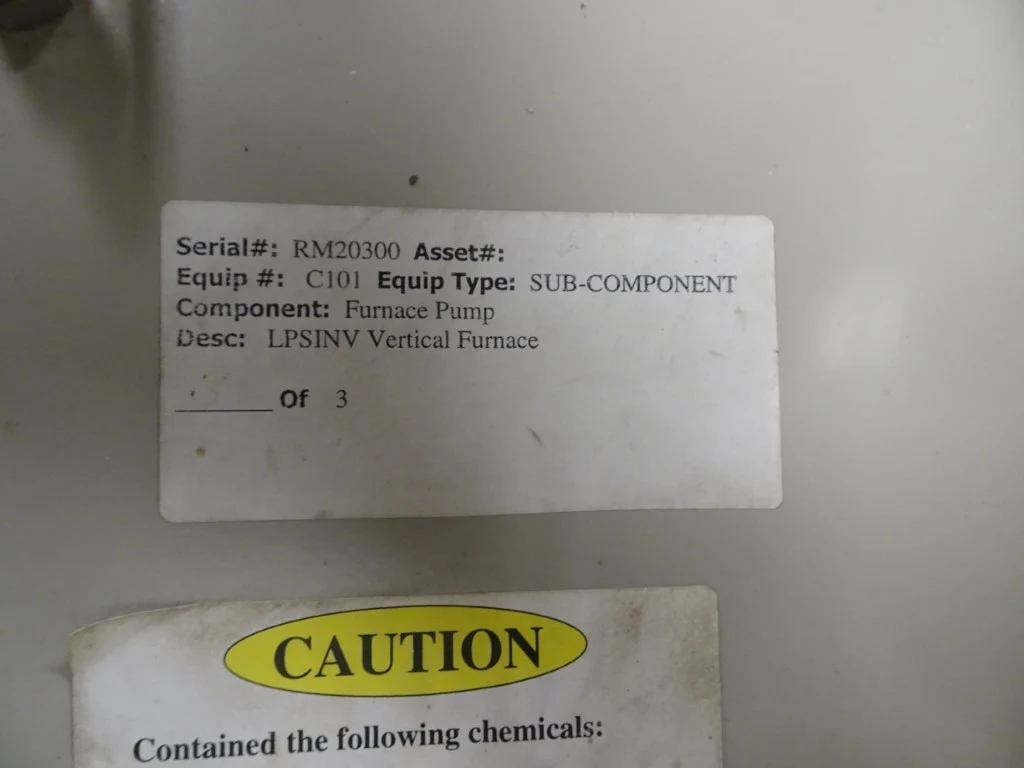 Serial#: RM20300 Asset#:
Equip #: C101 Equip Type: SUB-COMPONENT
Component: Furnace Pump
Desc: LPSINV Vertical Furnace
Of 3
CAUTION
Contained the following chemicals: